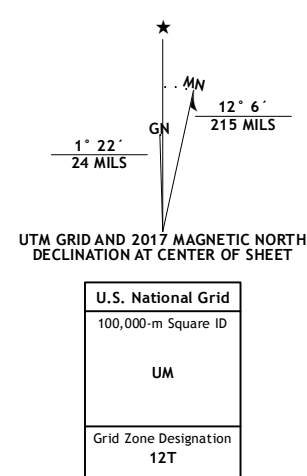 ★
MN
GN
12° 6´
215 MILS
1° 22´
24 MILS
UTM GRID AND 2017 MAGNETIC NORTH
DECLINATION AT CENTER OF SHEET
U.S. National Grid
100,000-m Square ID
UM
Grid Zone Designation
12T